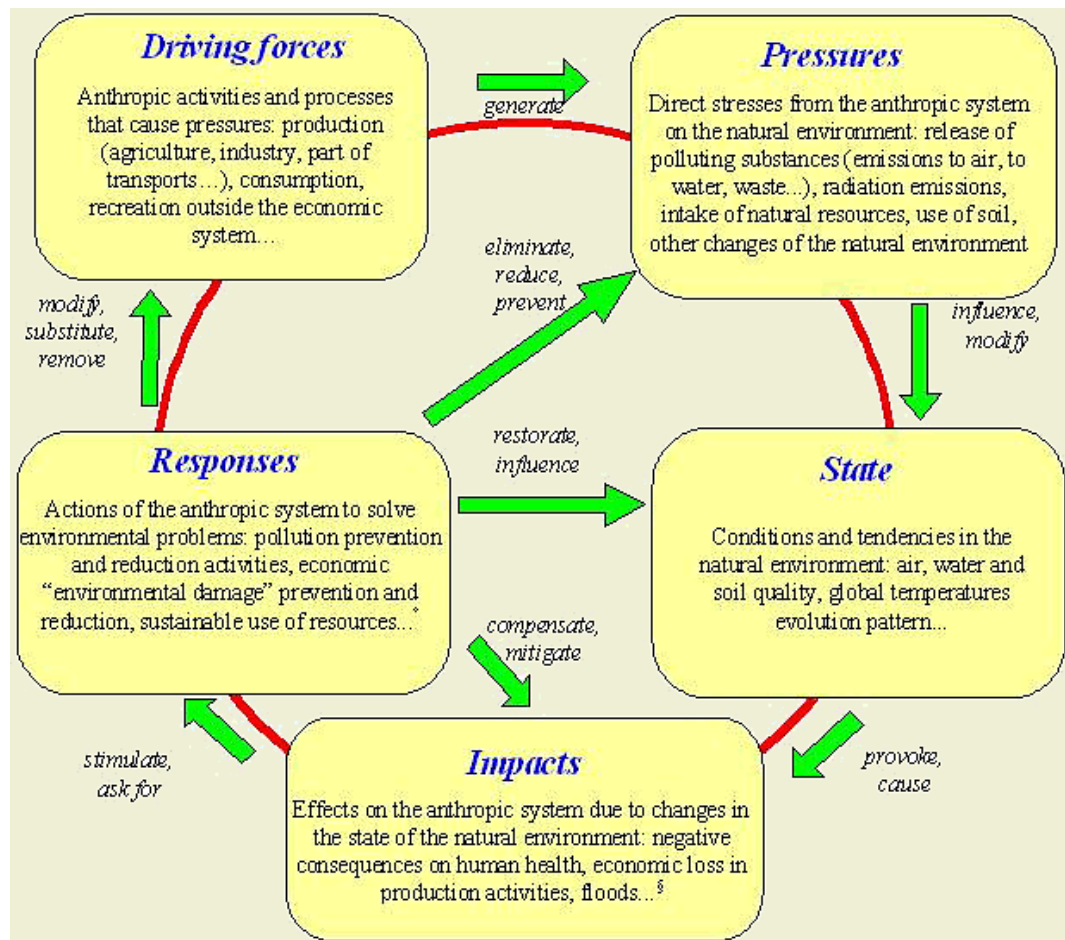 Driving forces
Anthropic activities and processes
that cause pressures: production
(agriculture, industry, part of
transports...), consumption,
recreation outside the economic
system...
generate
Pressures
Direct stresses from the anthropic system
on the natural environment: release of
polluting substances (emissions to air, to
water, waste...), radiation emissions,
intake of natural resources, use of soil,
other changes of the natural environment
modify,
substitute,
remove
eliminate,
reduce,
prevent
influence,
modify
Responses
Actions of the anthropic system to solve
environmental problems: pollution prevention
and reduction activities, economic
“environmental damage” prevention and
reduction, sustainable use of resources...°
restorate,
influence
State
Conditions and tendencies in the
natural environment: air, water and
soil quality, global temperatures
evolution pattern...
compensate,
mitigate
stimulate,
ask for
Impacts
Effects on the anthropic system due to changes in
the state of the natural environment: negative
consequences on human health, economic loss in
production activities, floods...§
provoke,
cause